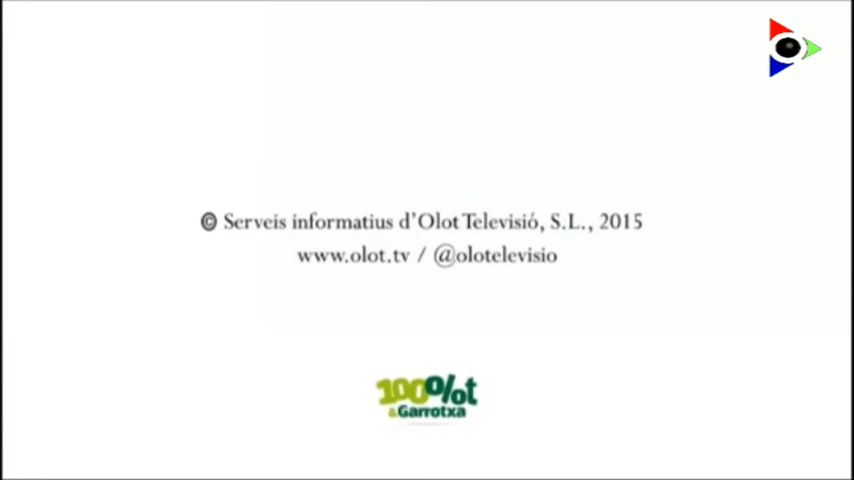 © Serveis informatius d'Olot Televisió, S.L., 2015
www.olot.tv / @olotelevisio
100%lot
&Garrotxa